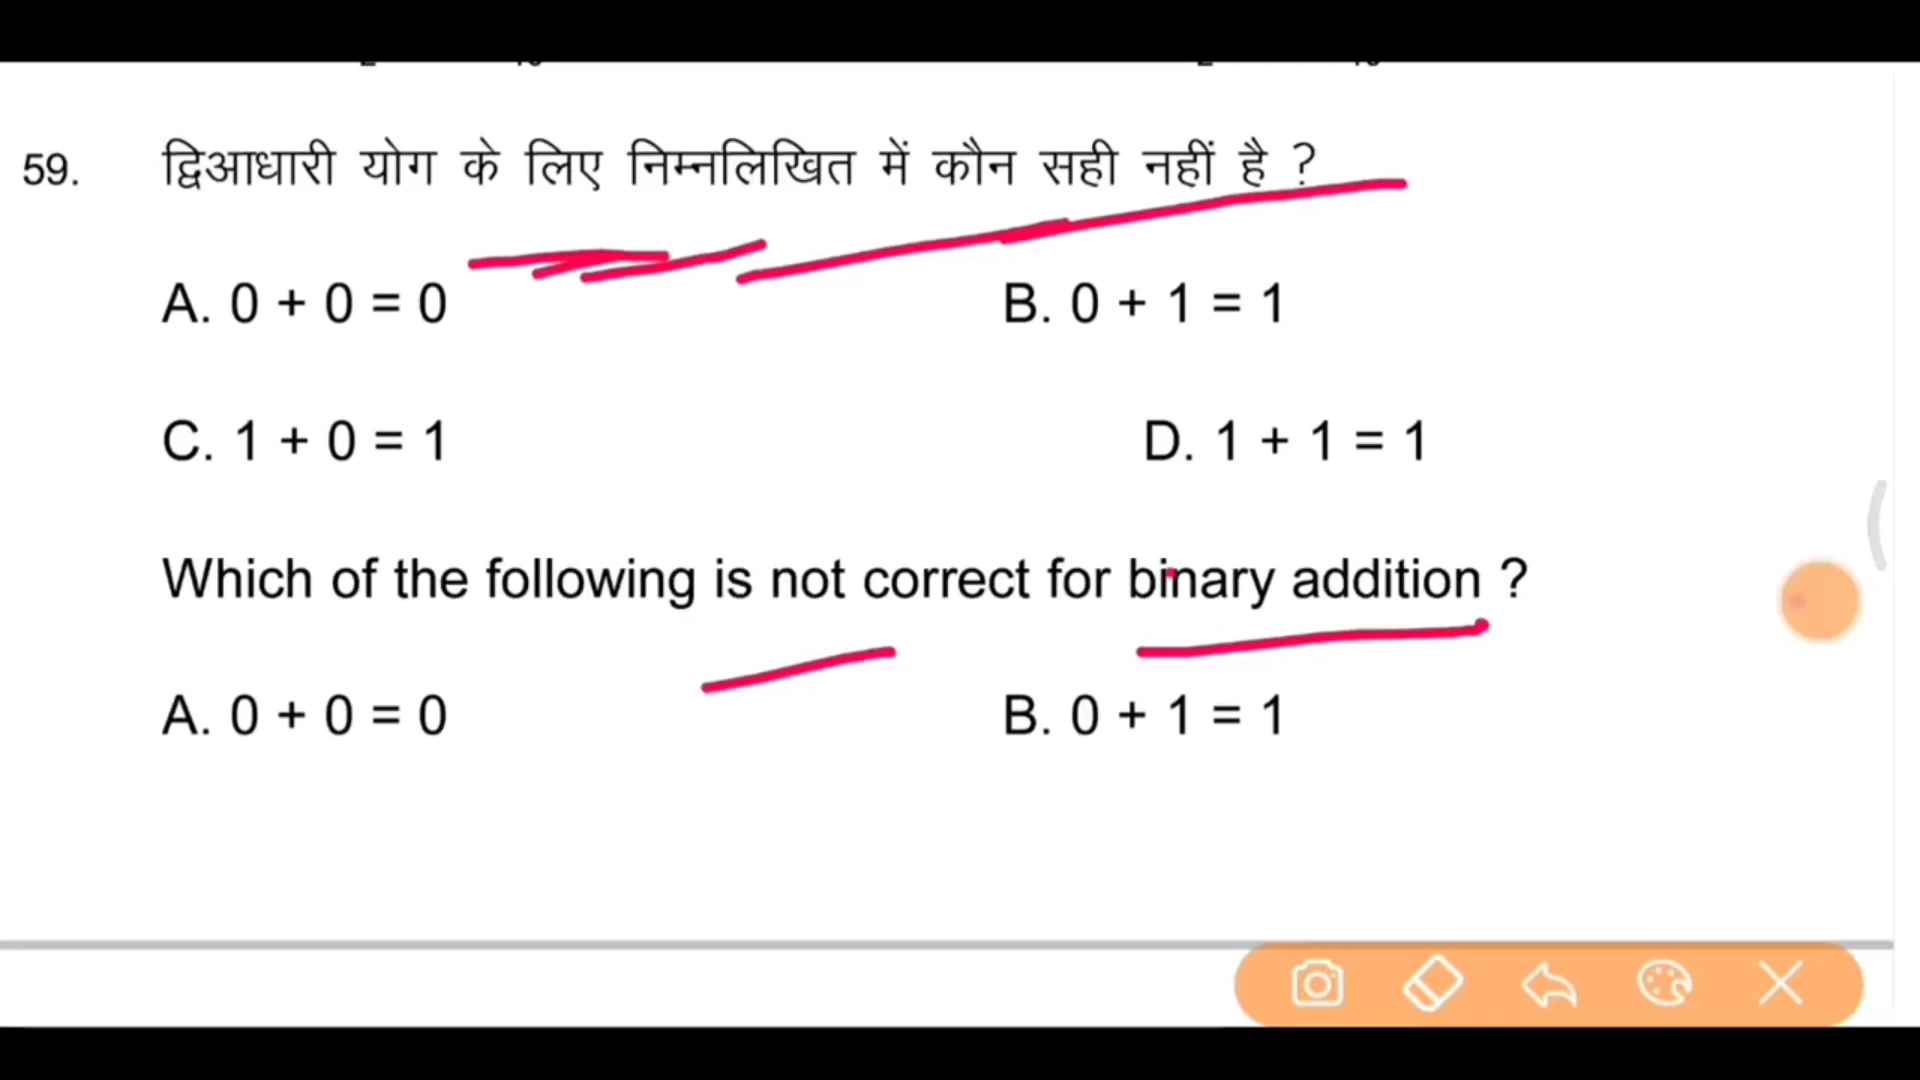 59. द्विआधारी योग के लिए निम्नलिखित में कौन सही नहीं है ?
A. 0 + 0 = 0 B. 0 + 1 = 1
C. 1 + 0 = 1 D. 1 + 1 = 1
Which of the following is not correct for binary addition ?
A. 0 + 0 = 0 B. 0 + 1 = 1